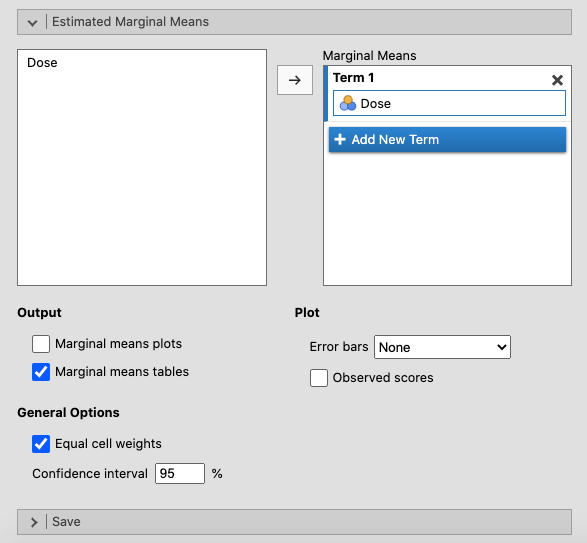 Estimated Marginal Means
Dose
Marginal Means
Term 1
Dose
Add New Term
Output
Marginal means plots
Marginal means tables
Plot
Error bars None
Observed scores
General Options
Equal cell weights
Confidence interval 95 %
Save